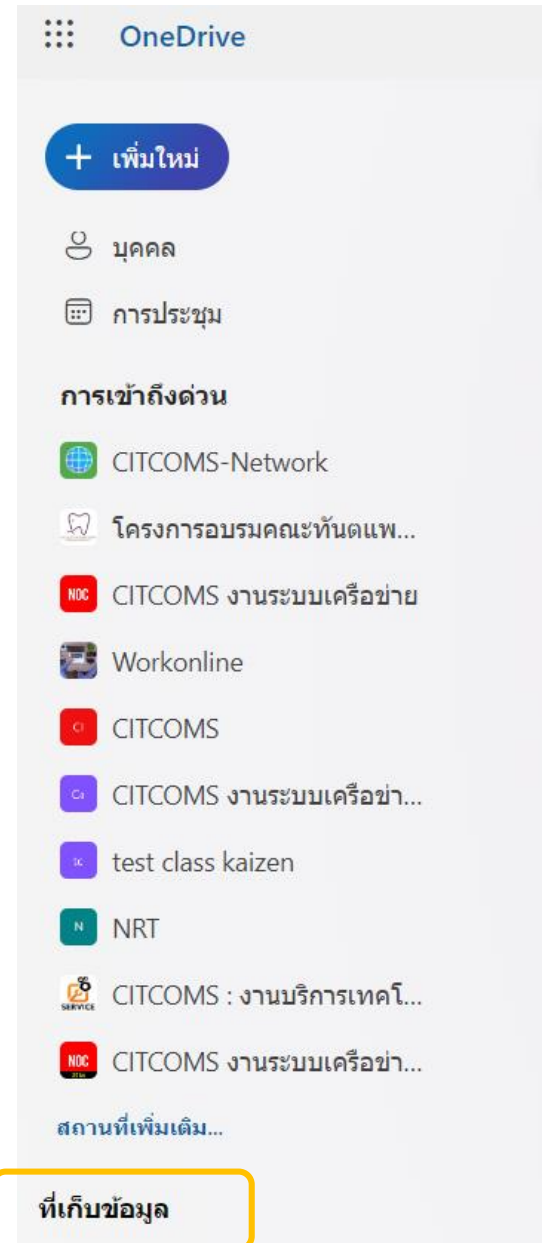 OneDrive
+ เพิ่มใหม่
บุคคล
การประชุม
การเข้าถึงด่วน
CITCOMS-Network
โครงการอบรมคณะทันตแพ...
NOC CITCOMS งานระบบเครือข่าย
Workonline
CI CITCOMS
Ca CITCOMS งานระบบเครือข่า...
tc test class kaizen
N NRT
SERVICE CITCOMS : งานบริการเทคโ...
NOC CITCOMS งานระบบเครือข่า...
สถานที่เพิ่มเติม...
ที่เก็บข้อมูล